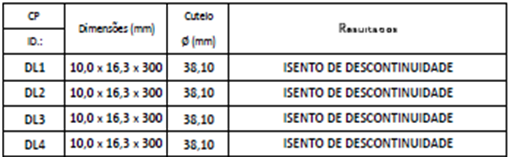 CP ID.: Dimensões (mm) Cutelo Ø (mm) Resultados
DL1 10,0 x 16,3 x 300 38,10 ISENTO DE DESCONTINUIDADE
DL2 10,0 x 16,3 x 300 38,10 ISENTO DE DESCONTINUIDADE
DL3 10,0 x 16,3 x 300 38,10 ISENTO DE DESCONTINUIDADE
DL4 10,0 x 16,3 x 300 38,10 ISENTO DE DESCONTINUIDADE